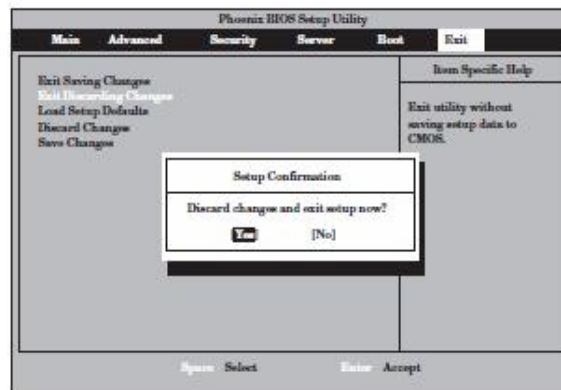 Phoenix BIOS Setup Utility
Main Advanced Security Server Boot Exit
Exit Saving Changes
Exit Discarding Changes
Load Setup Defaults
Discard Changes
Save Changes
Item Specific Help
Exit utility without
saving setup data to
CMOS.
Setup Confirmation
Discard changes and exit setup now?
[Yes] [No]
Space Select Enter Accept